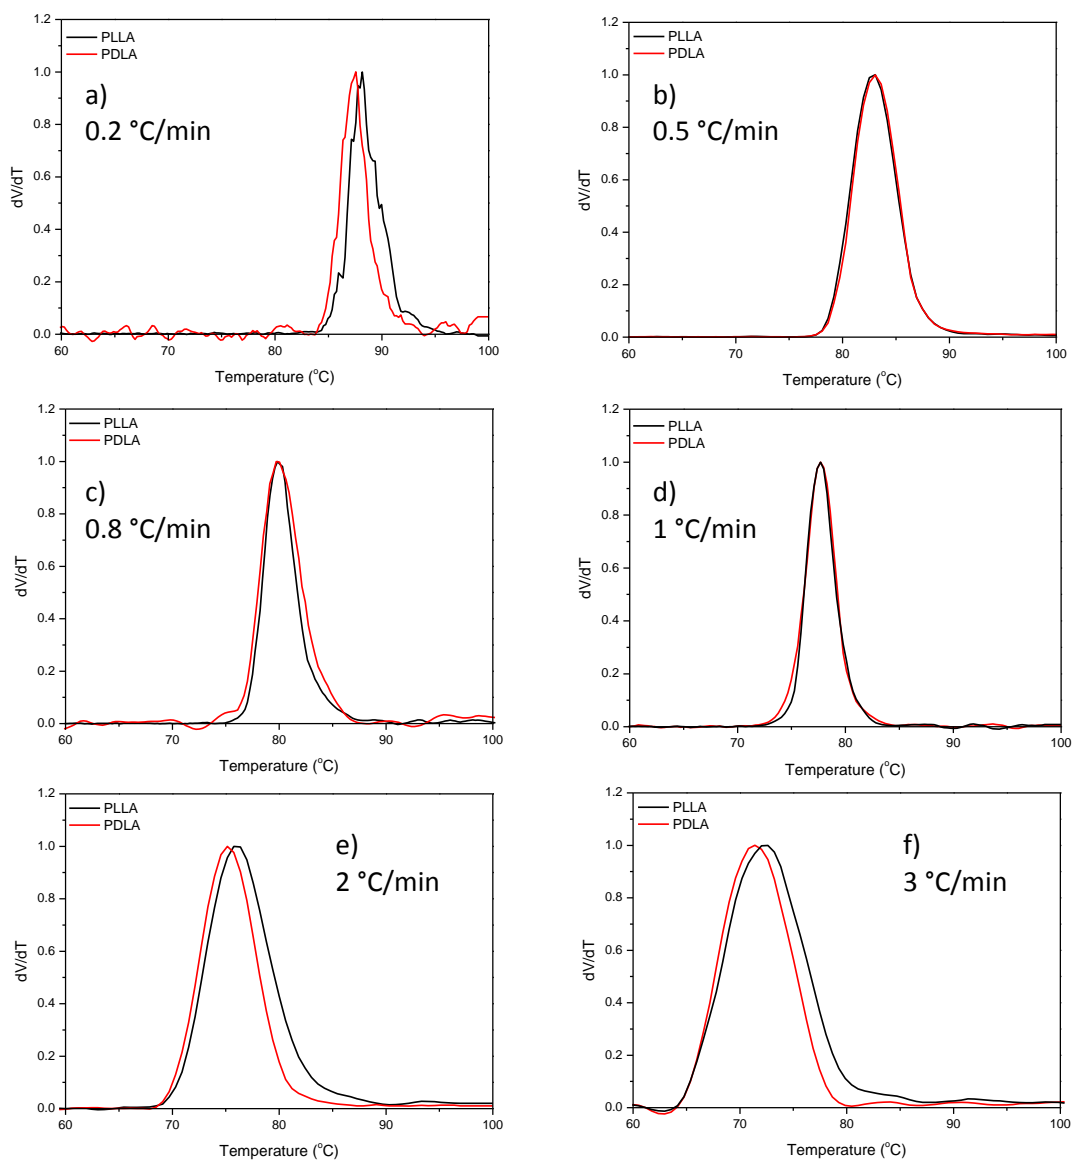 1.2
PLLA
PDLA
1.0
a)
0.2 °C/min
0.8
dV/dT
0.6
0.4
0.2
0.0
60 70 80 90 100
Temperature (°C)
1.2
PLLA
PDLA
1.0
b)
0.5 °C/min
0.8
dV/dT
0.6
0.4
0.2
0.0
60 70 80 90 100
Temperature (°C)
1.2
PLLA
PDLA
1.0
c)
0.8 °C/min
0.8
dV/dT
0.6
0.4
0.2
0.0
60 70 80 90 100
Temperature (°C)
1.2
PLLA
PDLA
1.0
d)
1 °C/min
0.8
dV/dT
0.6
0.4
0.2
0.0
60 70 80 90 100
Temperature (°C)
1.2
PLLA
PDLA
1.0
e)
2 °C/min
0.8
dV/dT
0.6
0.4
0.2
0.0
60 70 80 90 100
Temperature (°C)
1.2
PLLA
PDLA
1.0
f)
3 °C/min
0.8
dV/dT
0.6
0.4
0.2
0.0
60 70 80 90 100
Temperature (°C)